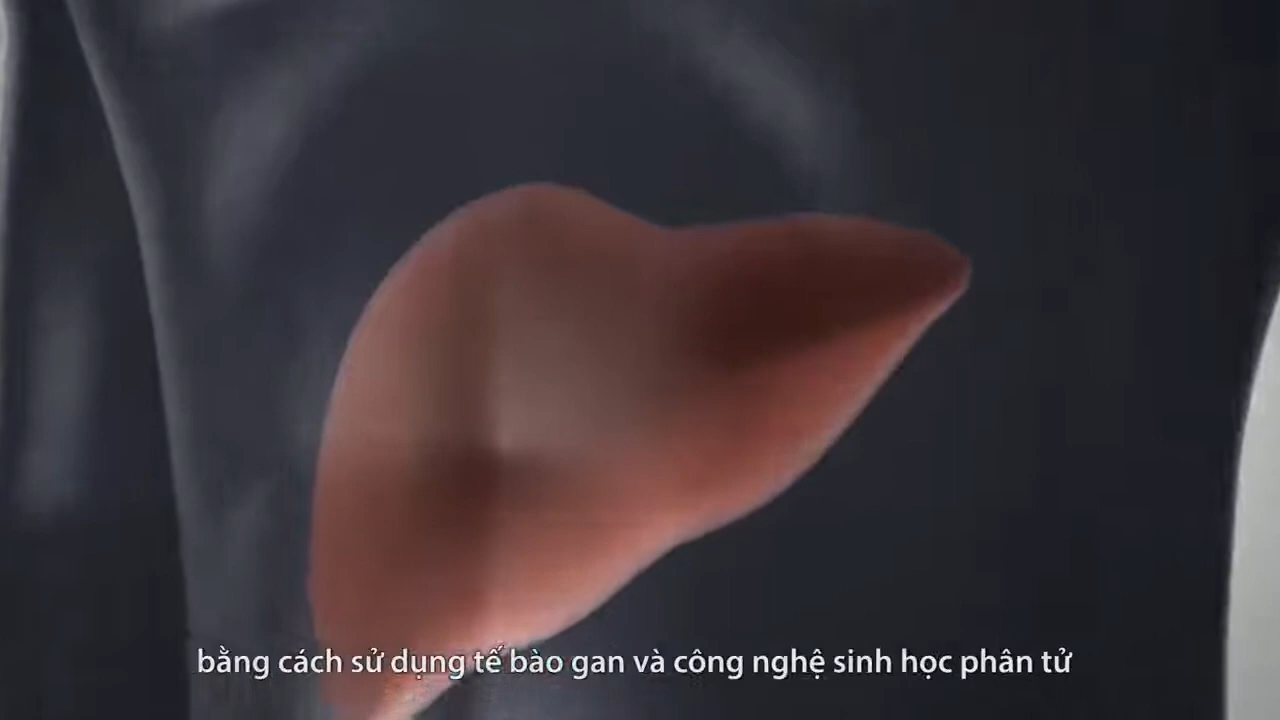 bằng cách sử dụng tế bào gan và công nghệ sinh học phân tử